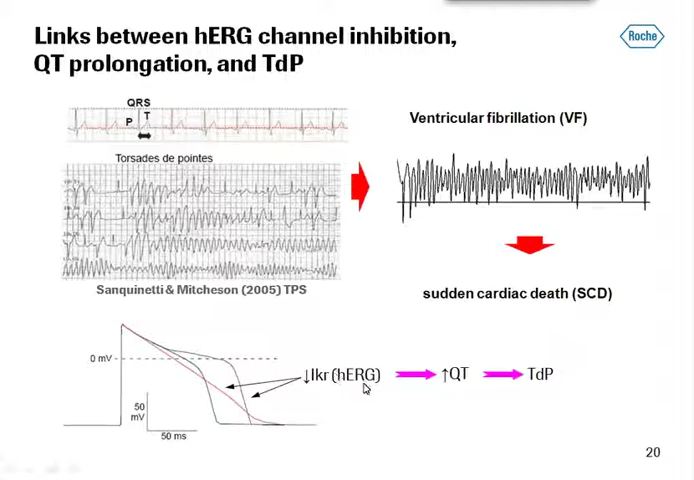 Links between hERG channel inhibition,
QT prolongation, and TdP
Roche
QRS
P
T
Torsades de pointes
Sanquinetti & Mitcheson (2005) TPS
Ventricular fibrillation (VF)
sudden cardiac death (SCD)
0 mV
50
mV
50 ms
↓Ikr (hERG)
↑QT
TdP
20